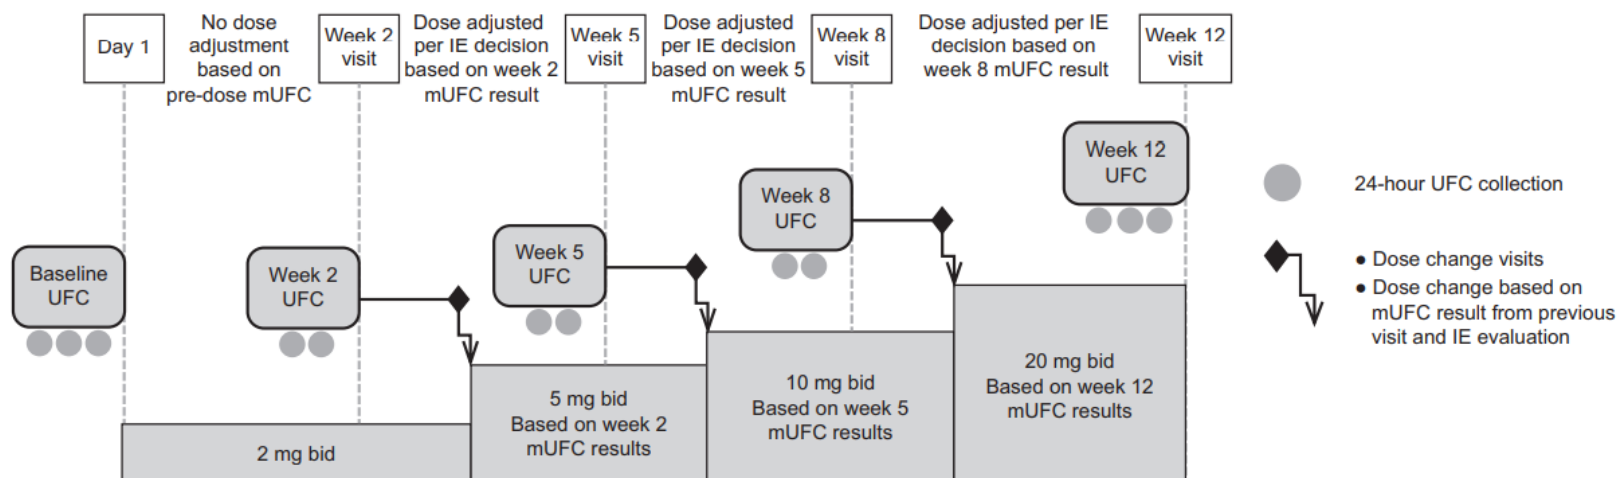 Day 1
No dose
adjustment
based on
pre-dose mUFC
Week 2
visit
Dose adjusted
per IE decision
based on week 2
mUFC result
Week 5
visit
Dose adjusted
per IE decision
based on week 5
mUFC result
Week 8
visit
Dose adjusted per IE
decision based on
week 8 mUFC result
Week 12
visit
Baseline
UFC
Week 2
UFC
Week 5
UFC
Week 8
UFC
Week 12
UFC
2 mg bid
5 mg bid
Based on week 2
mUFC results
10 mg bid
Based on week 5
mUFC results
20 mg bid
Based on week 12
mUFC results
24-hour UFC collection
● Dose change visits
● Dose change based on
mUFC result from previous
visit and IE evaluation